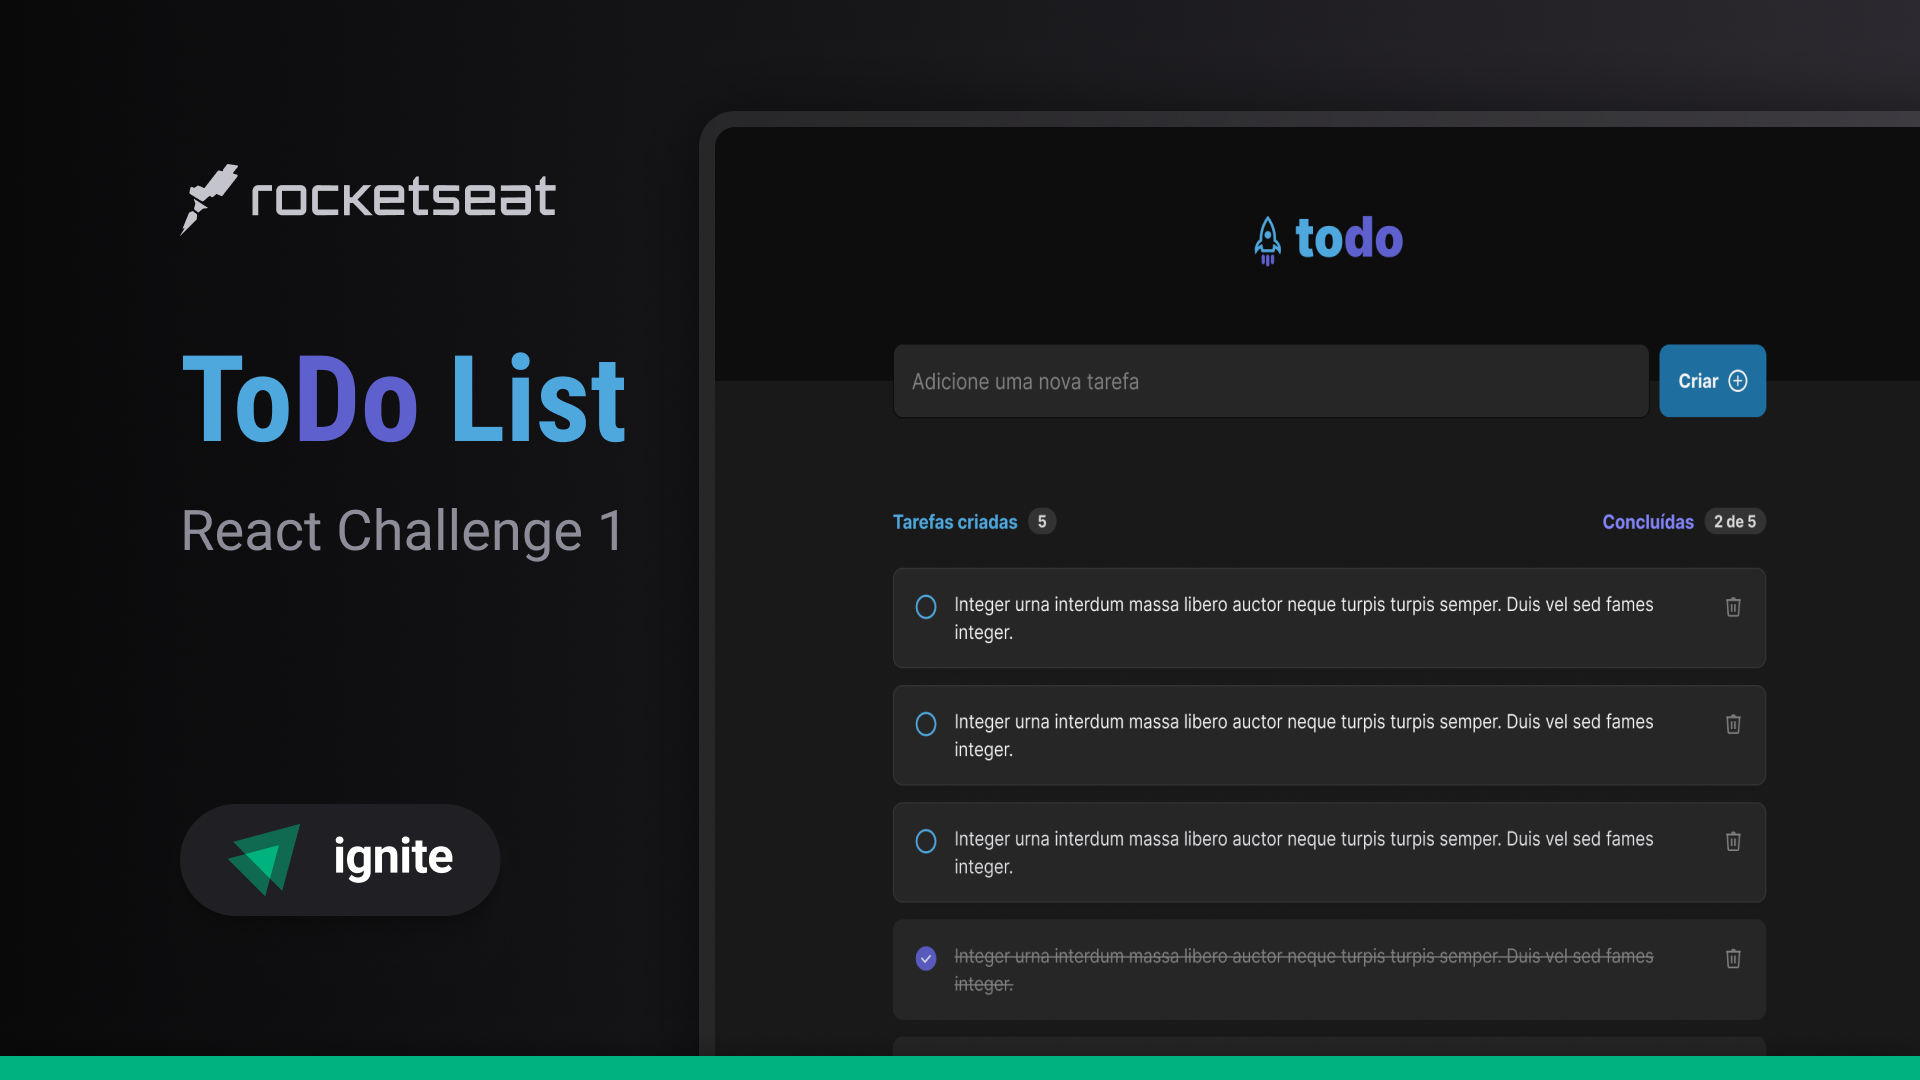 rocketseat
ToDo List
React Challenge 1
ignite
todo
Adicione uma nova tarefa
Criar
Tarefas criadas 5
Concluídas 2 de 5
Integer urna interdum massa libero auctor neque turpis turpis semper. Duis vel sed fames
integer.
Integer urna interdum massa libero auctor neque turpis turpis semper. Duis vel sed fames
integer.
Integer urna interdum massa libero auctor neque turpis turpis semper. Duis vel sed fames
integer.
Integer urna interdum massa libero auctor neque turpis turpis semper. Duis vel sed fames
integer.